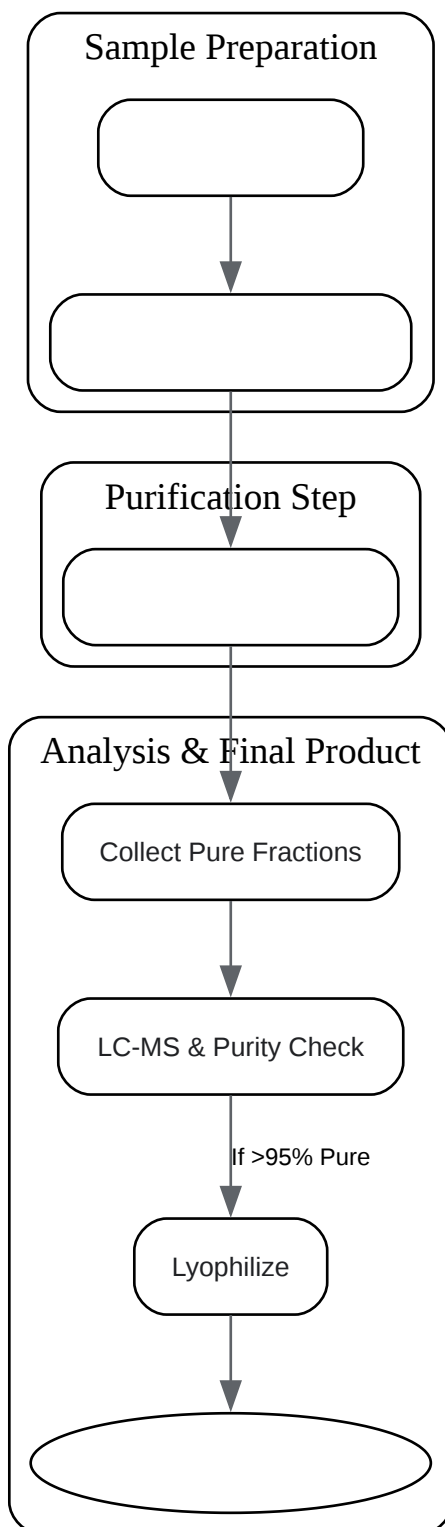 Sample Preparation
Purification Step
Analysis & Final Product
Collect Pure Fractions
LC-MS & Purity Check
If >95% Pure
Lyophilize